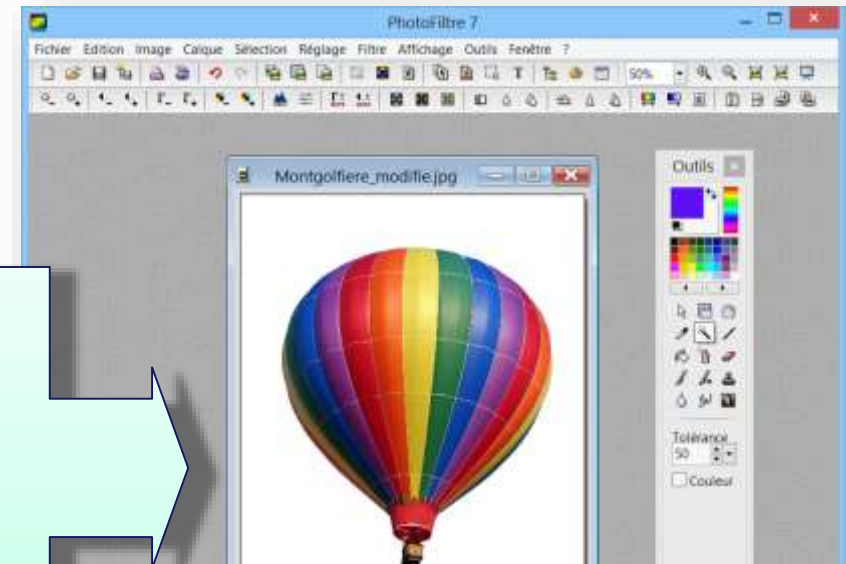 PhotoFiltre 7
Fichier Edition Image Calque Sélection Réglage Filtre Affichage Outils Fenêtre ?
T 50%
Montgolfiere_modifie.jpg
Outils
Tolérance
50
Couleur